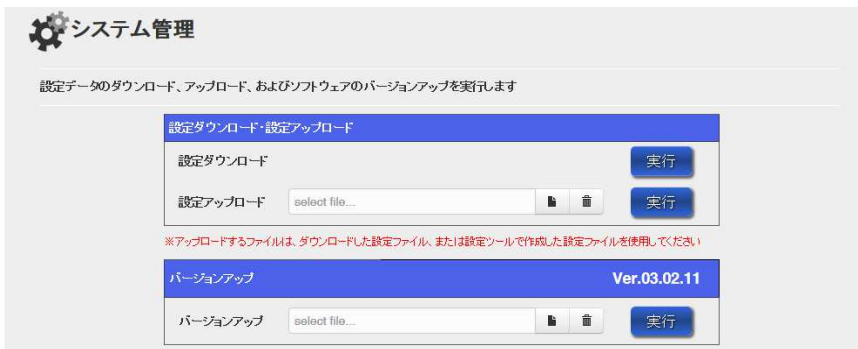 システム管理
設定データのダウンロード、アップロード、およびソフトウェアのバージョンアップを実行します
設定ダウンロード・設定アップロード
設定ダウンロード 実行
設定アップロード select file... 実行
※アップロードするファイルは、ダウンロードした設定ファイル、または設定ツールで作成した設定ファイルを使用してください
バージョンアップ Ver.03.02.11
バージョンアップ select file... 実行